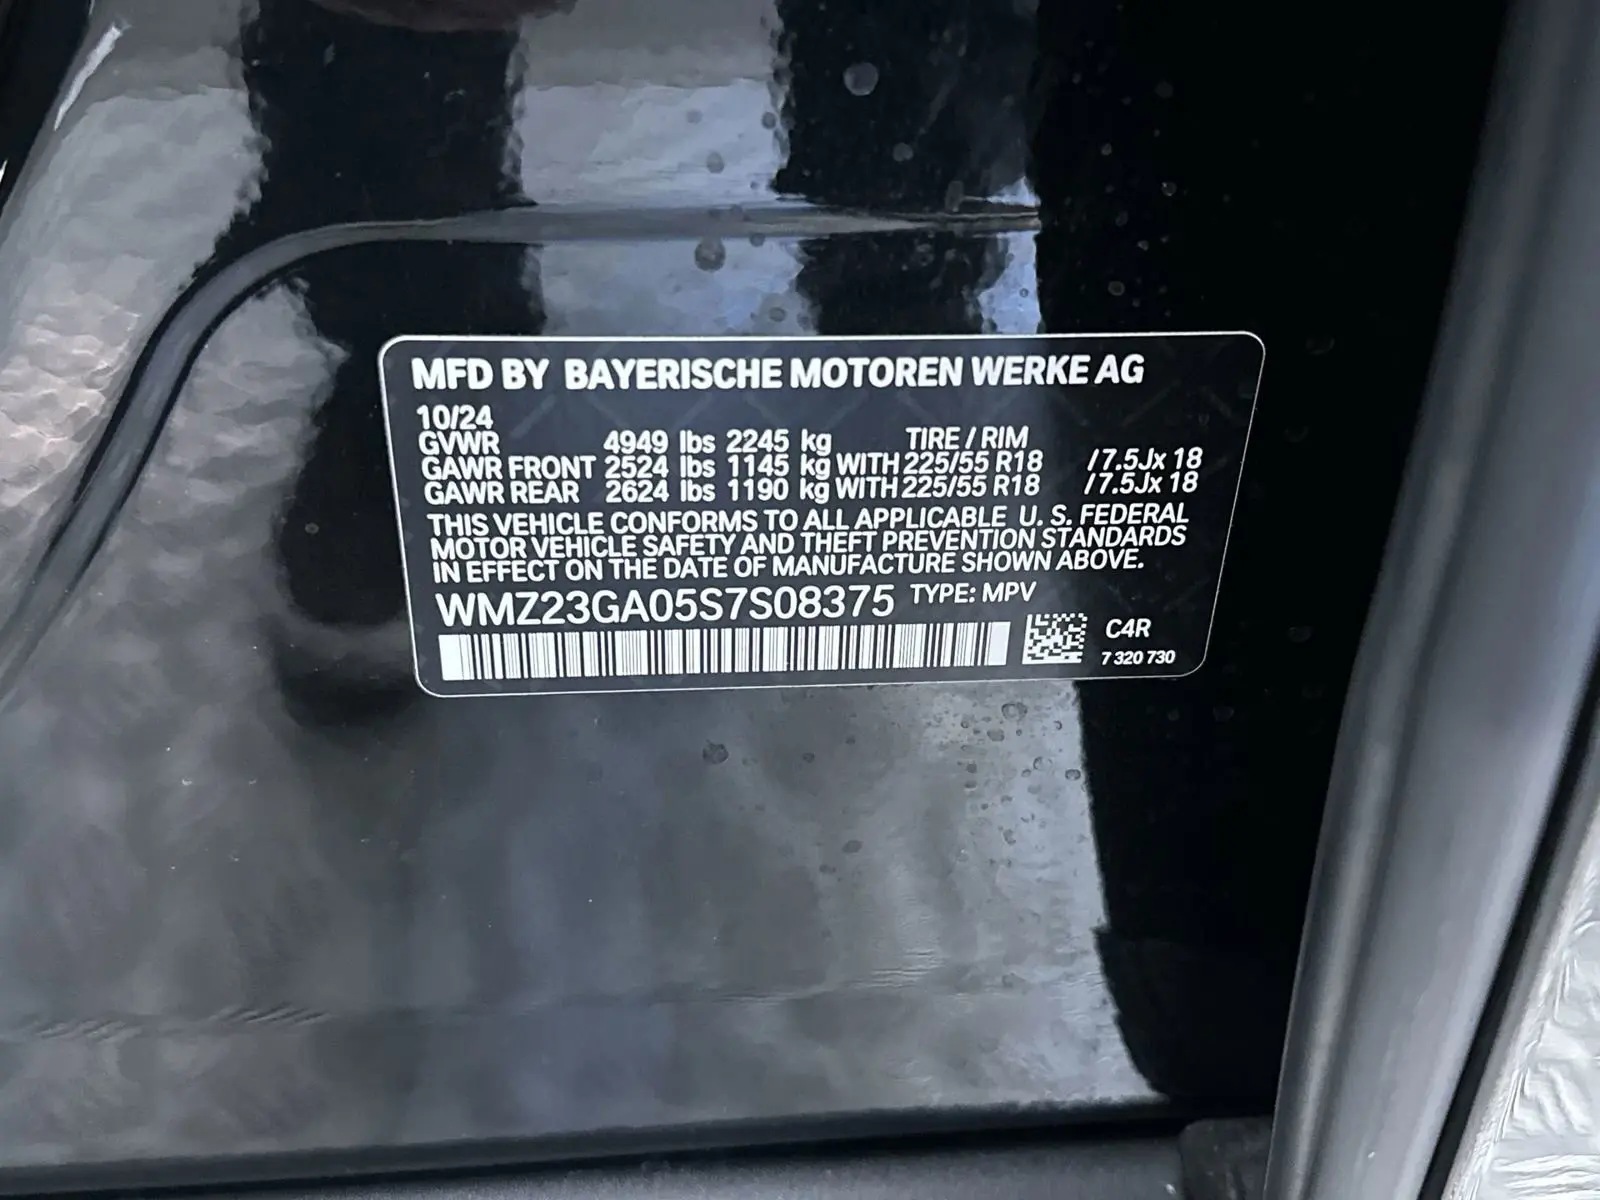 MFD BY BAYERISCHE MOTOREN WERKE AG
10/24
GVWR 4949 lbs 2245 kg TIRE / RIM
GAWR FRONT 2524 lbs 1145 kg WITH 225/55 R18 /7.5Jx 18
GAWR REAR 2624 lbs 1190 kg WITH 225/55 R18 /7.5Jx 18
THIS VEHICLE CONFORMS TO ALL APPLICABLE U. S. FEDERAL
MOTOR VEHICLE SAFETY AND THEFT PREVENTION STANDARDS
IN EFFECT ON THE DATE OF MANUFACTURE SHOWN ABOVE.
WMZ23GA05S7S08375 TYPE: MPV
C4R
7 320 730